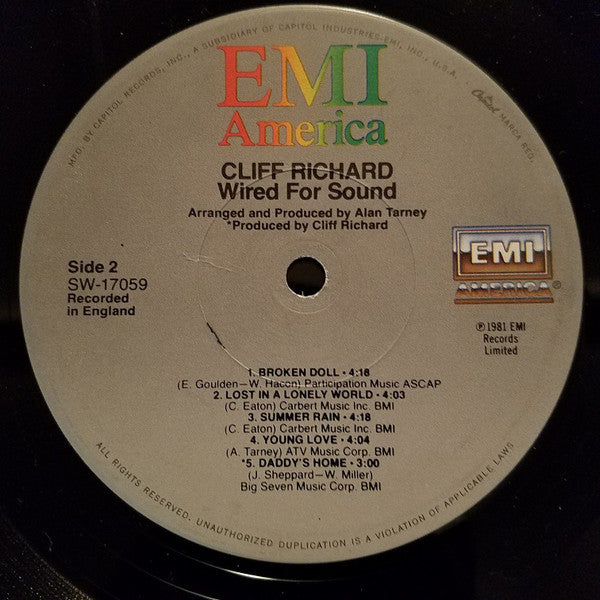 MFD. BY CAPITOL RECORDS, INC., A SUBSIDIARY OF CAPITOL INDUSTRIES-EMI, INC., U.S.A.
Capitol MARCA REG.
EMI
America
CLIFF RICHARD
Wired For Sound
Arranged and Produced by Alan Tarney
*Produced by Cliff Richard
Side 2
SW-17059
Recorded
in England
EMI
AMERICA®
℗1981 EMI
Records
Limited
1. BROKEN DOLL • 4:18
(E. Goulden–W. Hacon) Participation Music ASCAP
2. LOST IN A LONELY WORLD • 4:03
(C. Eaton) Carbert Music Inc. BMI
3. SUMMER RAIN • 4:18
(C. Eaton) Carbert Music Inc. BMI
4. YOUNG LOVE • 4:04
(A. Tarney) ATV Music Corp. BMI
*5. DADDY'S HOME • 3:00
(J. Sheppard–W. Miller)
Big Seven Music Corp. BMI
ALL RIGHTS RESERVED. UNAUTHORIZED DUPLICATION IS A VIOLATION OF APPLICABLE LAWS